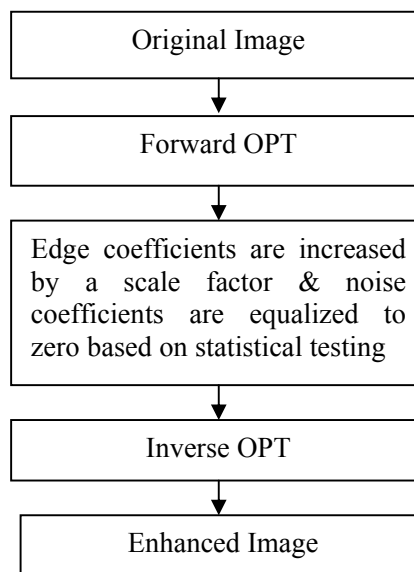 Original Image
Forward OPT
Edge coefficients are increased
by a scale factor & noise
coefficients are equalized to
zero based on statistical testing
Inverse OPT
Enhanced Image